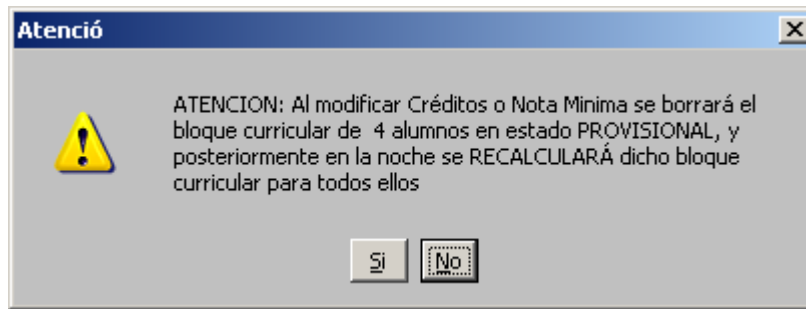 Atenció
ATENCION: Al modificar Créditos o Nota Minima se borrará el
bloque curricular de 4 alumnos en estado PROVISIONAL, y
posteriormente en la noche se RECALCULARÁ dicho bloque
curricular para todos ellos
Si No